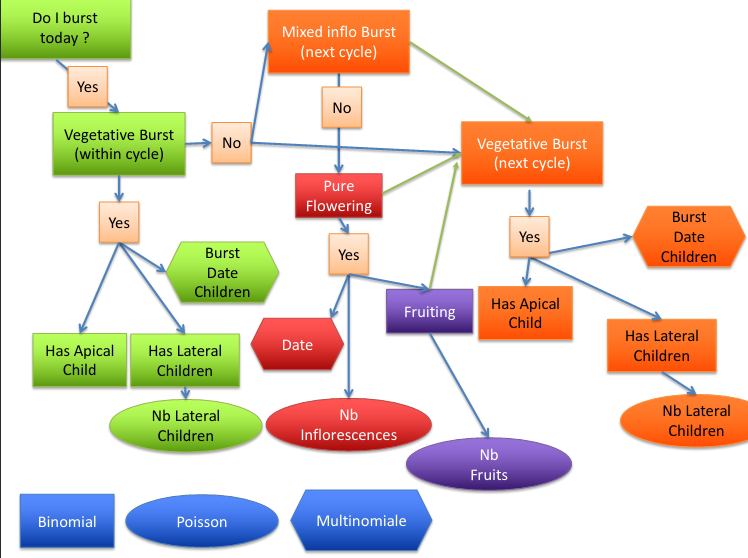 Do I burst
today ?
Mixed inflo Burst
(next cycle)
Yes
No
Vegetative Burst
(within cycle)
No
Vegetative Burst
(next cycle)
Pure
Flowering
Yes
Yes
Yes
Burst
Date
Children
Burst
Date
Children
Has Apical
Child
Fruiting
Has Apical
Child
Has Lateral
Children
Date
Has Lateral
Children
Nb Lateral
Children
Nb
Inflorescences
Nb Lateral
Children
Nb
Fruits
Binomial
Poisson
Multinomiale